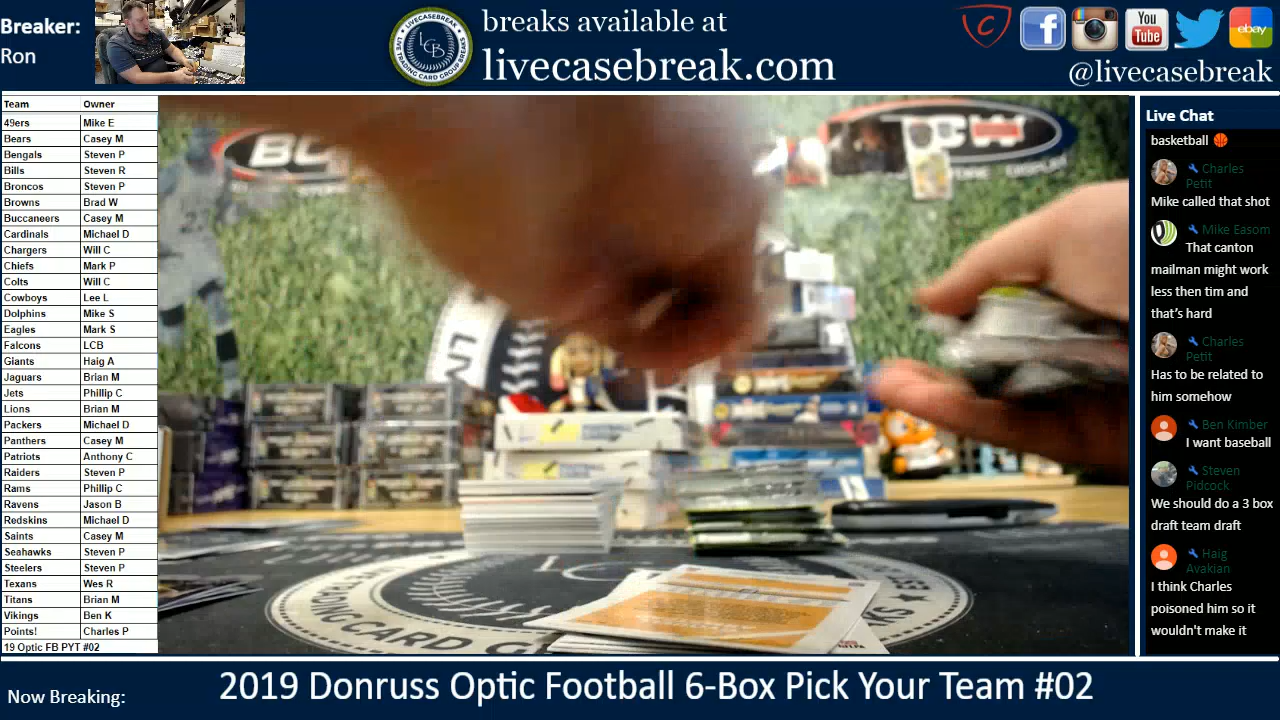 Breaker:
Ron
breaks available at
livecasebreak.com
You
Tube
ebay
@livecasebreak
Team Owner
49ers Mike E
Bears Casey M
Bengals Steven P
Bills Steven R
Broncos Steven P
Browns Brad W
Buccaneers Casey M
Cardinals Michael D
Chargers Will C
Chiefs Mark P
Colts Will C
Cowboys Lee L
Dolphins Mike S
Eagles Mark S
Falcons LCB
Giants Haig A
Jaguars Brian M
Jets Phillip C
Lions Brian M
Packers Michael D
Panthers Casey M
Patriots Anthony C
Raiders Steven P
Rams Phillip C
Ravens Jason B
Redskins Michael D
Saints Casey M
Seahawks Steven P
Steelers Steven P
Texans Wes R
Titans Brian M
Vikings Ben K
Points! Charles P
19 Optic FB PYT #02
Live Chat
basketball
Charles
Petit
Mike called that shot
Mike Easom
That canton
mailman might work
less then tim and
that's hard
Charles
Petit
Has to be related to
him somehow
Ben Kimber
I want baseball
Steven
Pidcock
We should do a 3 box
draft team draft
Haig
Avakian
I think Charles
poisoned him so it
wouldn't make it
Now Breaking:
2019 Donruss Optic Football 6-Box Pick Your Team #02